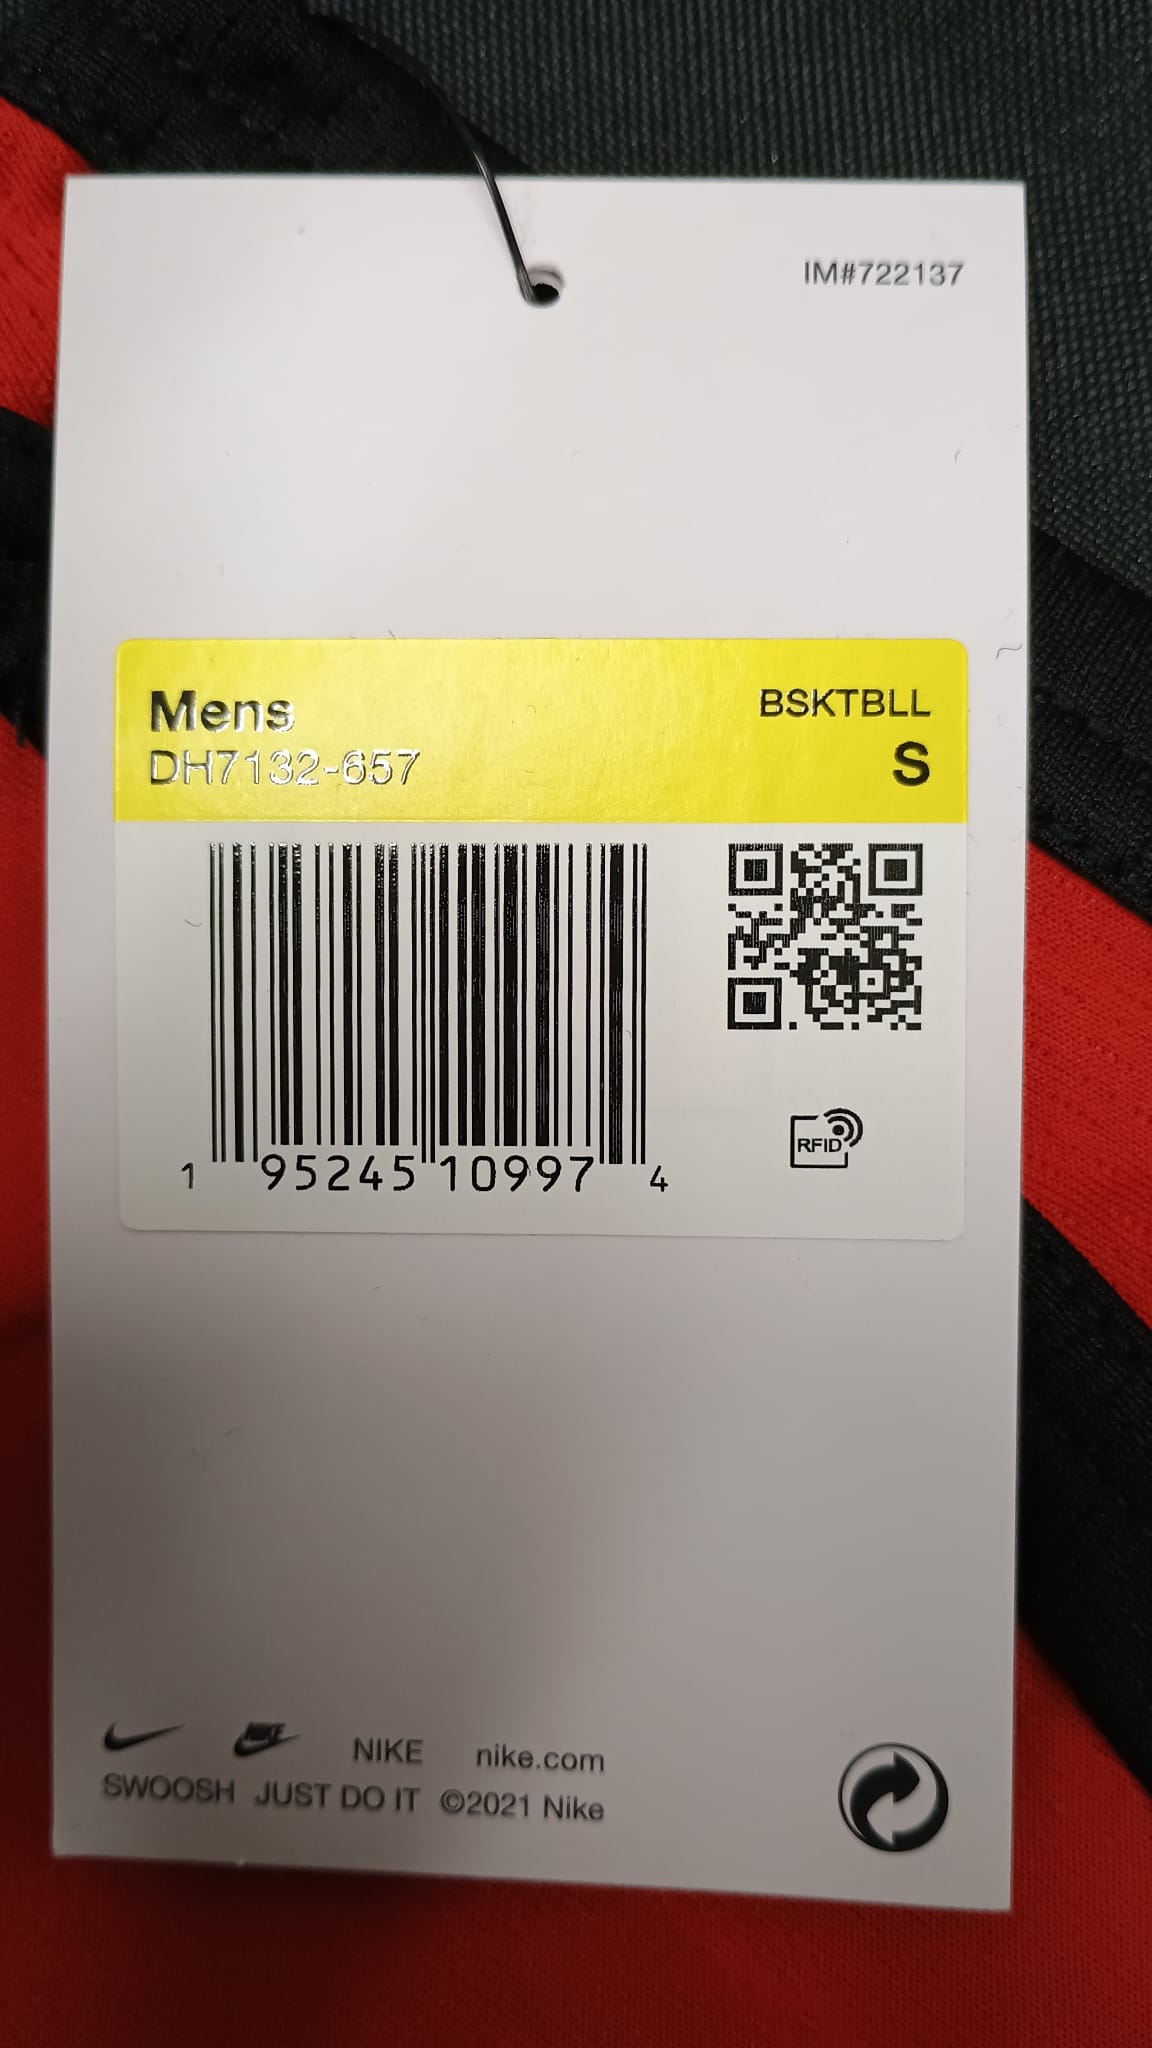 IM#722137
Mens
BSKTBLL
DH7132-657
S
1 95245 10997 4
RFID
NIKE
NIKE nike.com
SWOOSH JUST DO IT ©2021 Nike